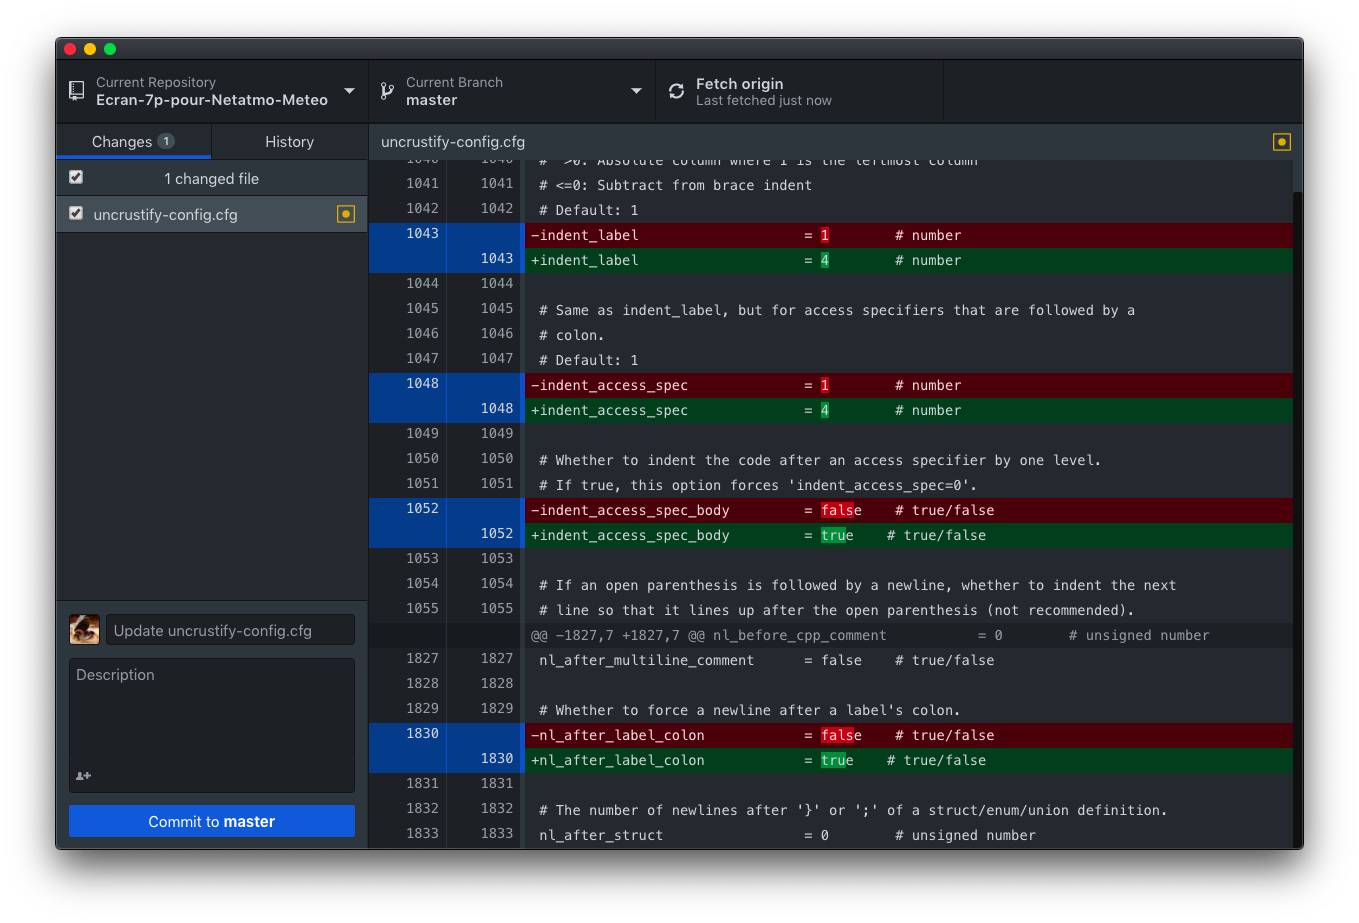 Current Repository
Ecran-7p-pour-Netatmo-Meteo
Current Branch
master
Fetch origin
Last fetched just now
Changes 1
History
1 changed file
uncrustify-config.cfg
Update uncrustify-config.cfg
Description
Commit to master
uncrustify-config.cfg
1040 1040 # >0: Absolute column where 1 is the leftmost column
1041 1041 # <=0: Subtract from brace indent
1042 1042 # Default: 1
1043 -indent_label = 1 # number
1043 +indent_label = 4 # number
1044 1044
1045 1045 # Same as indent_label, but for access specifiers that are followed by a
1046 1046 # colon.
1047 1047 # Default: 1
1048 -indent_access_spec = 1 # number
1048 +indent_access_spec = 4 # number
1049 1049
1050 1050 # Whether to indent the code after an access specifier by one level.
1051 1051 # If true, this option forces 'indent_access_spec=0'.
1052 -indent_access_spec_body = false # true/false
1052 +indent_access_spec_body = true # true/false
1053 1053
1054 1054 # If an open parenthesis is followed by a newline, whether to indent the next
1055 1055 # line so that it lines up after the open parenthesis (not recommended).
@@ -1827,7 +1827,7 @@ nl_before_cpp_comment = 0 # unsigned number
1827 1827 nl_after_multiline_comment = false # true/false
1828 1828
1829 1829 # Whether to force a newline after a label's colon.
1830 -nl_after_label_colon = false # true/false
1830 +nl_after_label_colon = true # true/false
1831 1831
1832 1832 # The number of newlines after '}' or ';' of a struct/enum/union definition.
1833 1833 nl_after_struct = 0 # unsigned number